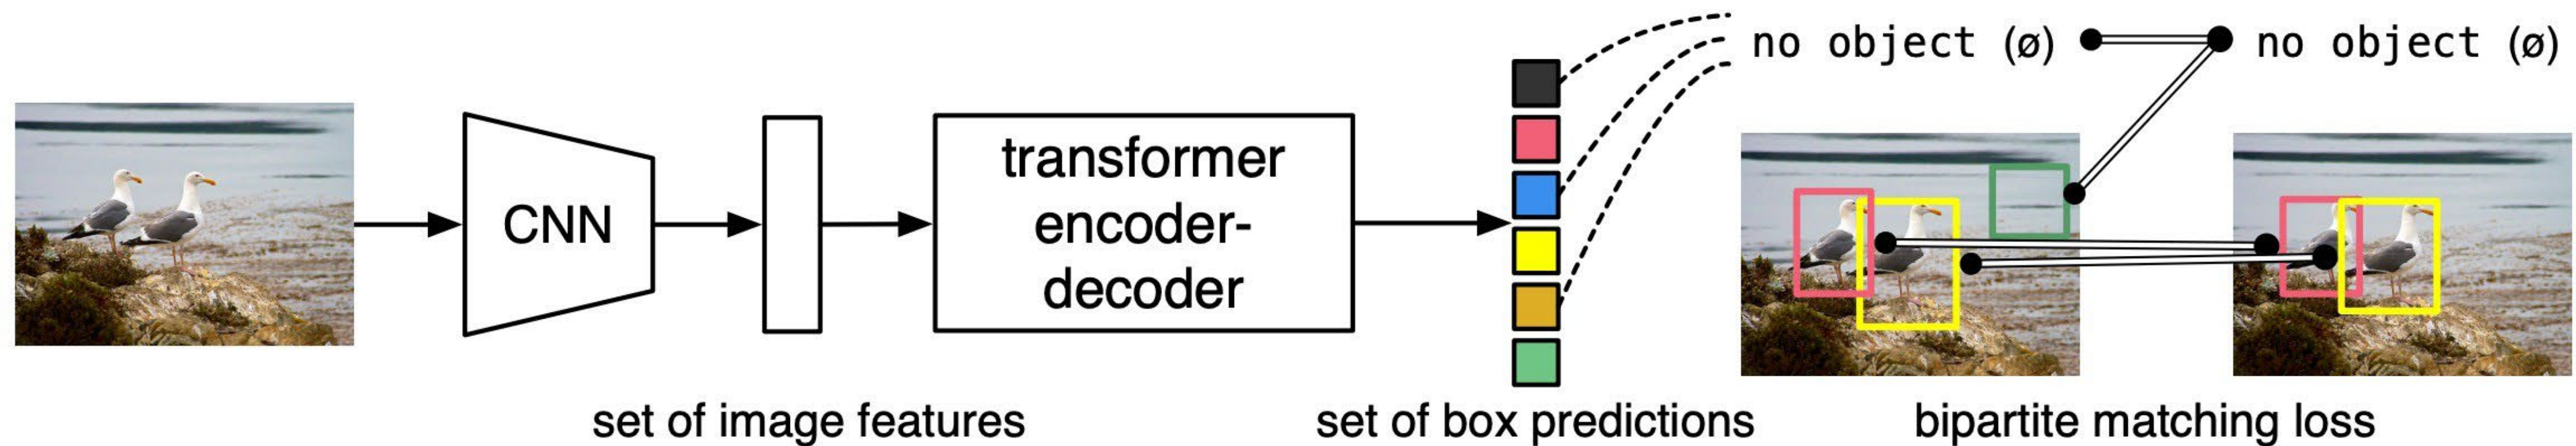 no object (ø)
no object (ø)
CNN
transformer
encoder-
decoder
set of image features
set of box predictions
bipartite matching loss